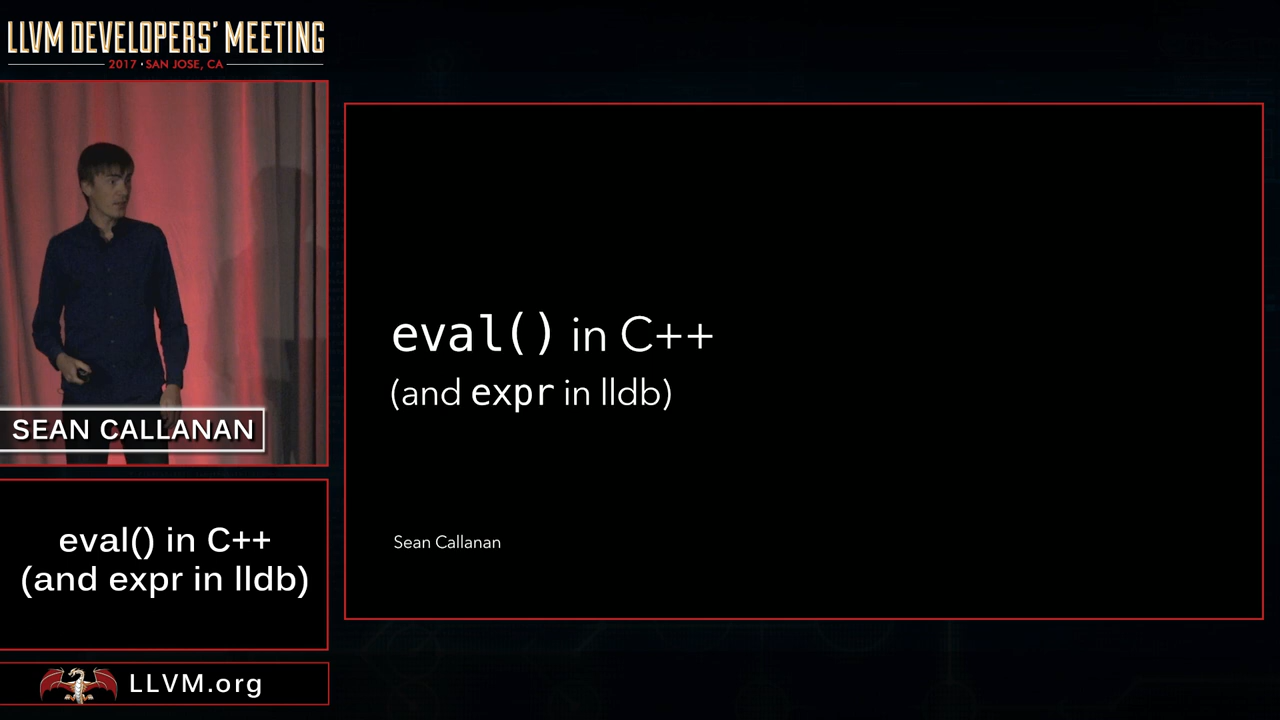 LLVM DEVELOPERS' MEETING
2017 · SAN JOSE, CA
SEAN CALLANAN
eval() in C++
(and expr in lldb)
LLVM.org
eval() in C++
(and expr in lldb)
Sean Callanan